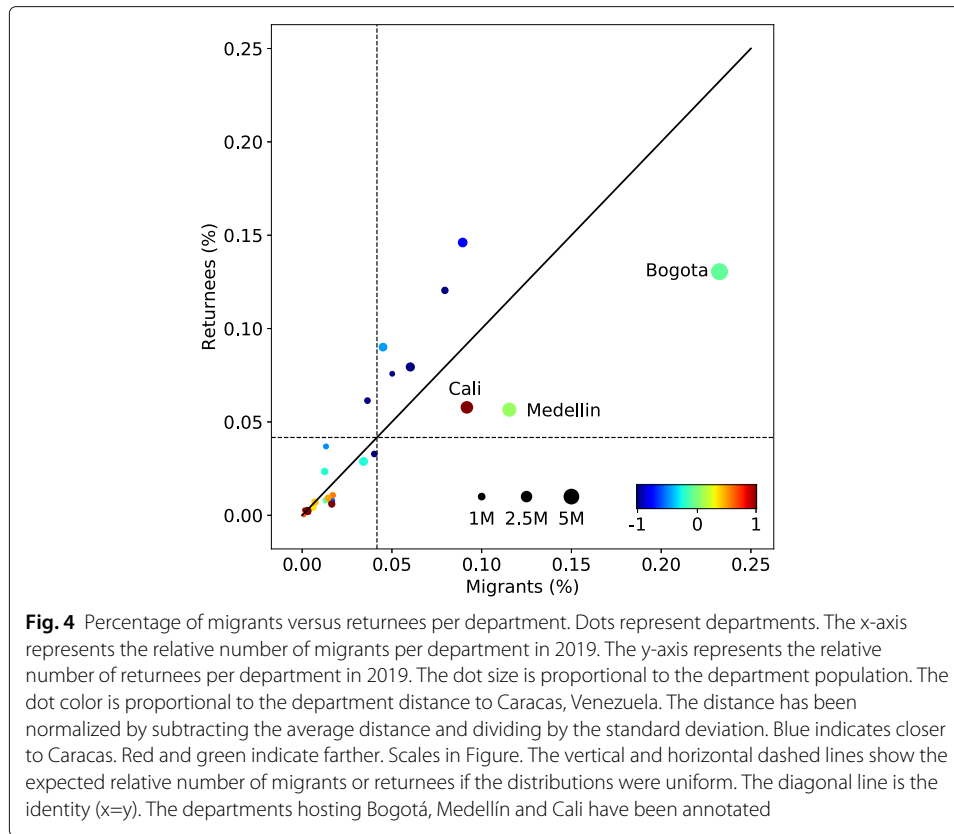 0.25
0.20
0.15
0.10
0.05
0.00
Returnees (%)
Bogota
Cali
Medellin
1M 2.5M 5M
-1 0 1
0.00 0.05 0.10 0.15 0.20 0.25
Migrants (%)
Fig. 4 Percentage of migrants versus returnees per department. Dots represent departments. The x-axis
represents the relative number of migrants per department in 2019. The y-axis represents the relative
number of returnees per department in 2019. The dot size is proportional to the department population. The
dot color is proportional to the department distance to Caracas, Venezuela. The distance has been
normalized by subtracting the average distance and dividing by the standard deviation. Blue indicates closer
to Caracas. Red and green indicate farther. Scales in Figure. The vertical and horizontal dashed lines show the
expected relative number of migrants or returnees if the distributions were uniform. The diagonal line is the
identity (x=y). The departments hosting Bogotá, Medellín and Cali have been annotated